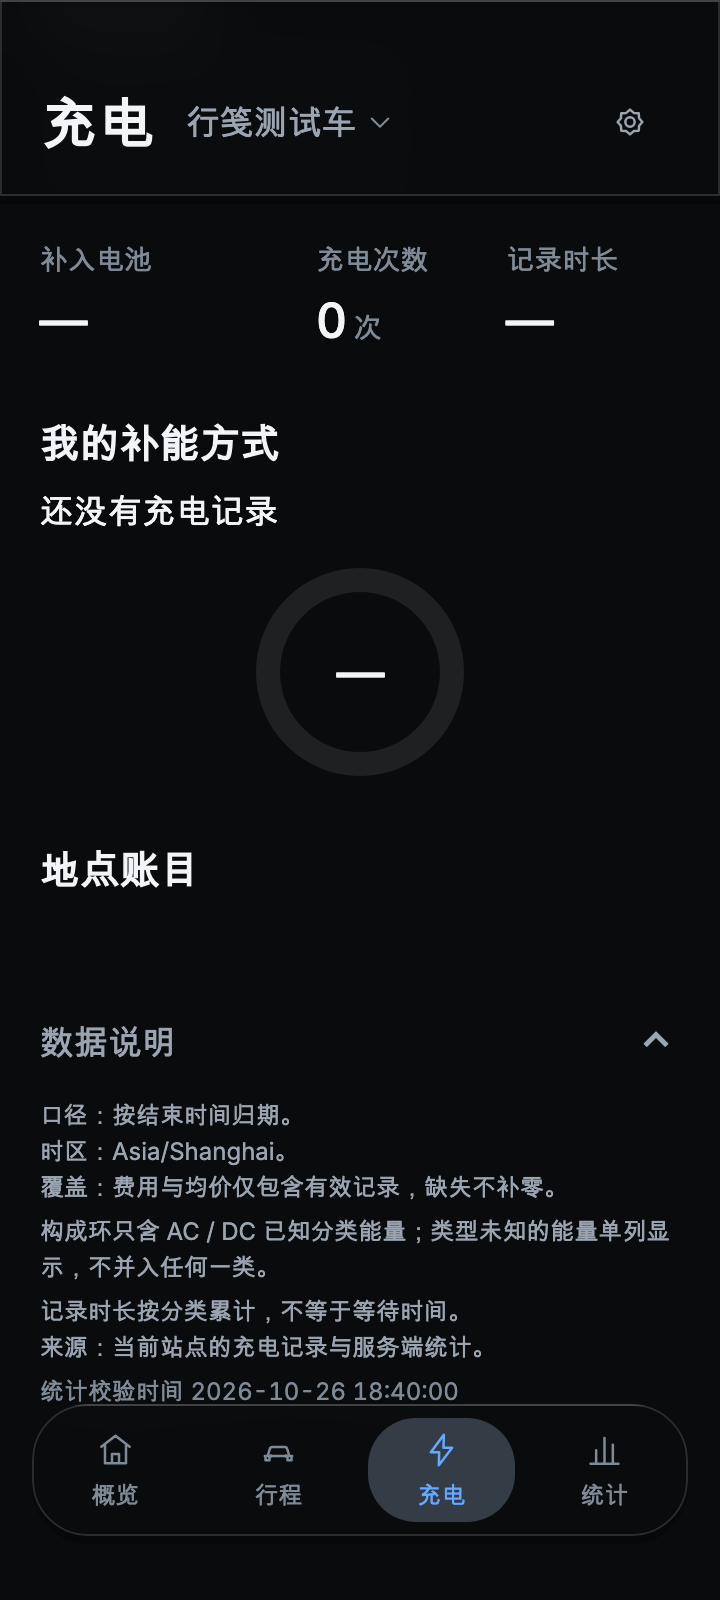 充电 行笺测试车
补入电池 充电次数 记录时长
— 0 次 —
我的补能方式
还没有充电记录
—
地点账目
数据说明
口径：按结束时间归期。
时区：Asia/Shanghai。
覆盖：费用与均价仅包含有效记录，缺失不补零。
构成环只含 AC / DC 已知分类能量；类型未知的能量单列显
示，不并入任何一类。
记录时长按分类累计，不等于等待时间。
来源：当前站点的充电记录与服务端统计。
统计校验时间 2026-10-26 18:40:00
概览 行程 充电 统计